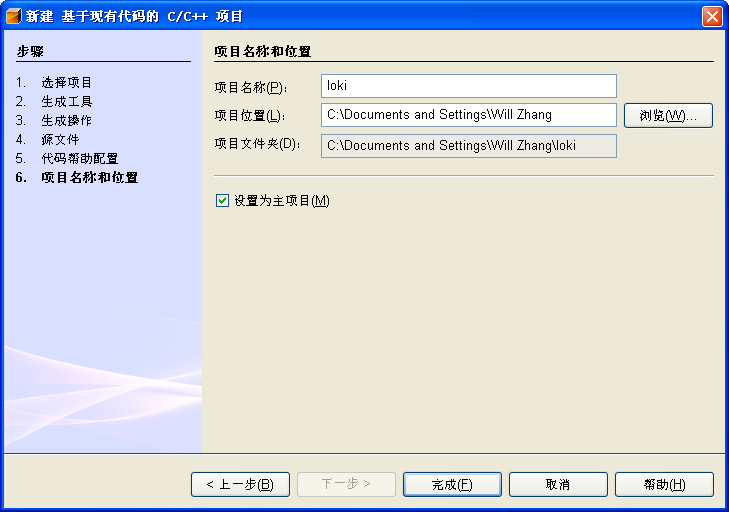 新建 基于现有代码的 C/C++ 项目
步骤
1. 选择项目
2. 生成工具
3. 生成操作
4. 源文件
5. 代码帮助配置
6. 项目名称和位置
项目名称和位置
项目名称(P): loki
项目位置(L): C:\Documents and Settings\Will Zhang 浏览(W)...
项目文件夹(D): C:\Documents and Settings\Will Zhang\loki
设置为主项目(M)
< 上一步(B) 下一步 > 完成(F) 取消 帮助(H)